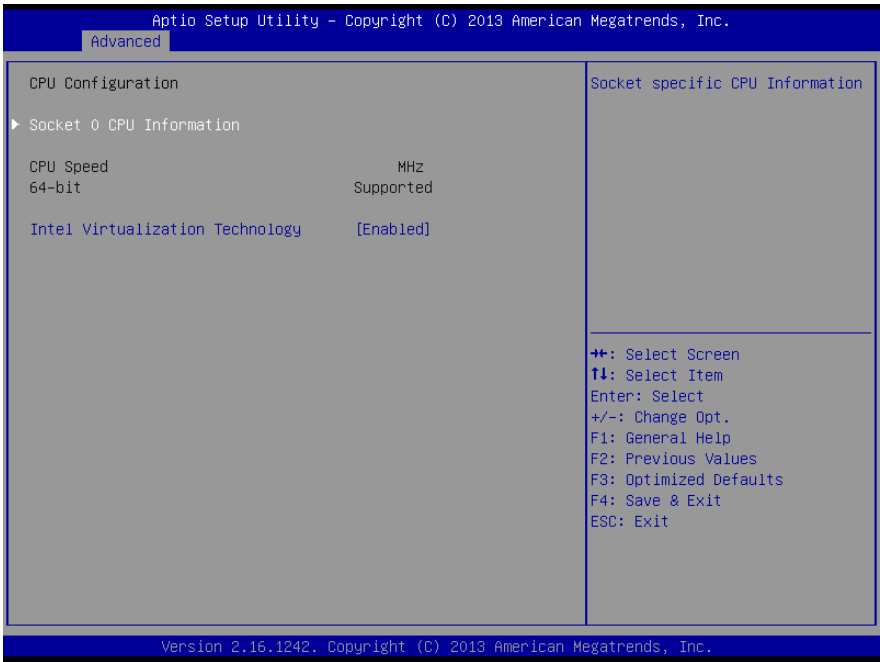 Aptio Setup Utility – Copyright (C) 2013 American Megatrends, Inc.
Advanced
CPU Configuration
Socket 0 CPU Information
CPU Speed MHz
64-bit Supported
Intel Virtualization Technology [Enabled]
Socket specific CPU Information
→←: Select Screen
↑↓: Select Item
Enter: Select
+/-: Change Opt.
F1: General Help
F2: Previous Values
F3: Optimized Defaults
F4: Save & Exit
ESC: Exit
Version 2.16.1242. Copyright (C) 2013 American Megatrends, Inc.